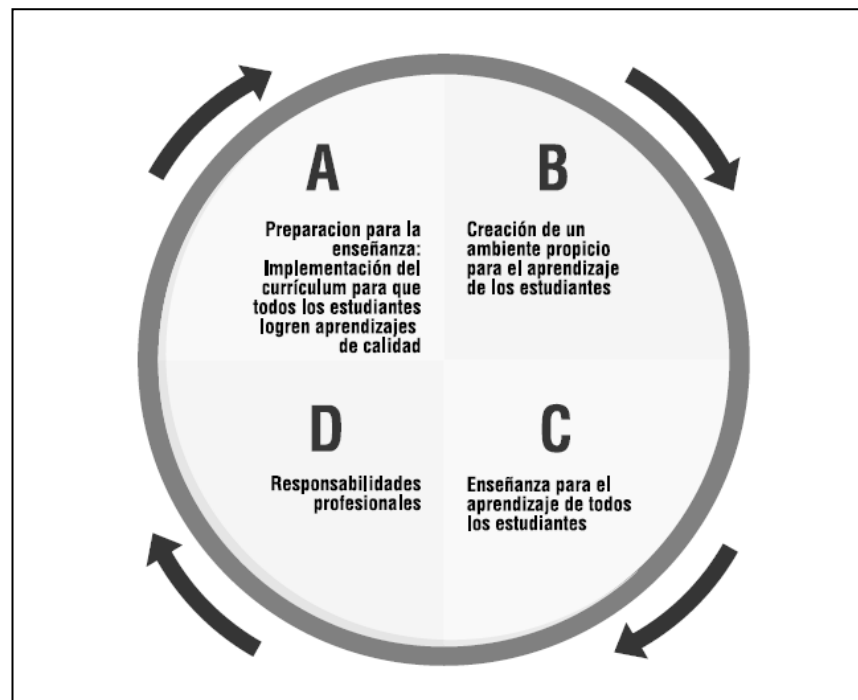 A
Preparacion para la
enseñanza:
Implementación del
currículum para que
todos los estudiantes
logren aprendizajes
de calidad
B
Creación de un
ambiente propicio
para el aprendizaje
de los estudiantes
D
Responsabilidades
profesionales
C
Enseñanza para el
aprendizaje de todos
los estudiantes